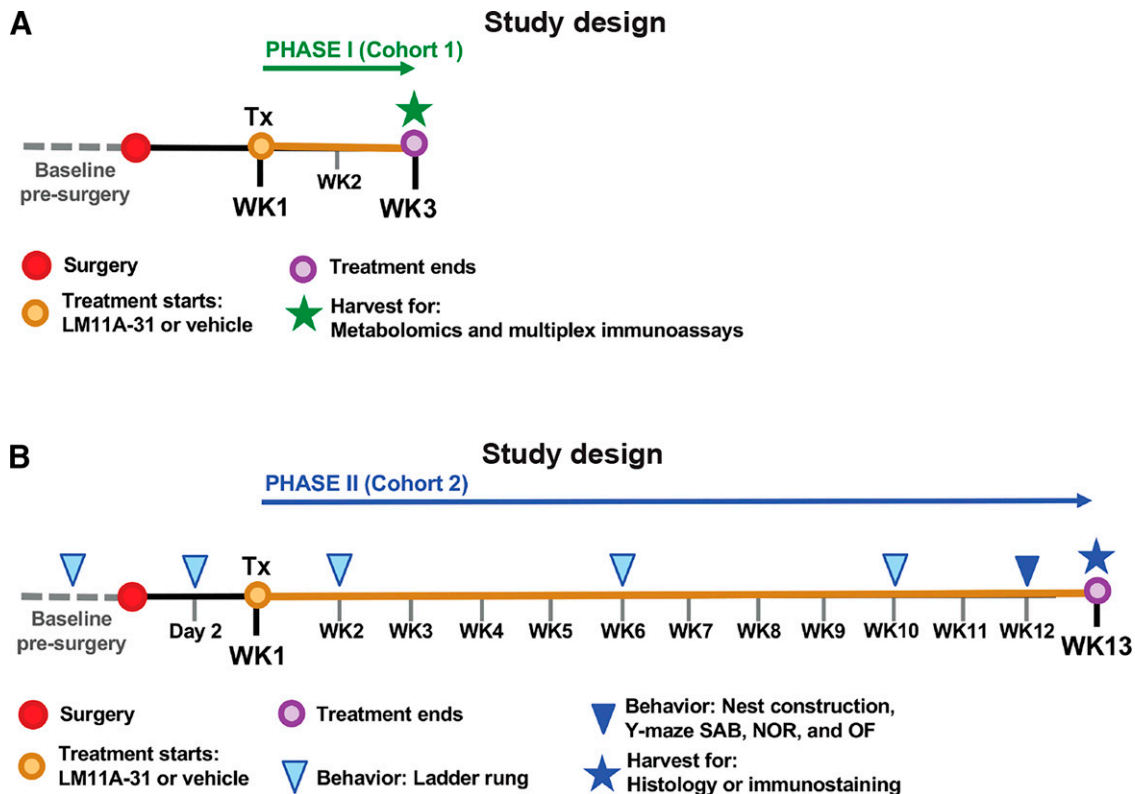 A
Study design
PHASE I (Cohort 1)
Tx
Baseline
pre-surgery
WK1
WK2
WK3
Surgery
Treatment ends
Treatment starts:
LM11A-31 or vehicle
Harvest for:
Metabolomics and multiplex immunoassays
B
Study design
PHASE II (Cohort 2)
Tx
Baseline
pre-surgery
Day 2
WK1
WK2
WK3
WK4
WK5
WK6
WK7
WK8
WK9
WK10
WK11
WK12
WK13
Surgery
Treatment ends
Behavior: Nest construction,
Y-maze SAB, NOR, and OF
Treatment starts:
LM11A-31 or vehicle
Behavior: Ladder rung
Harvest for:
Histology or immunostaining